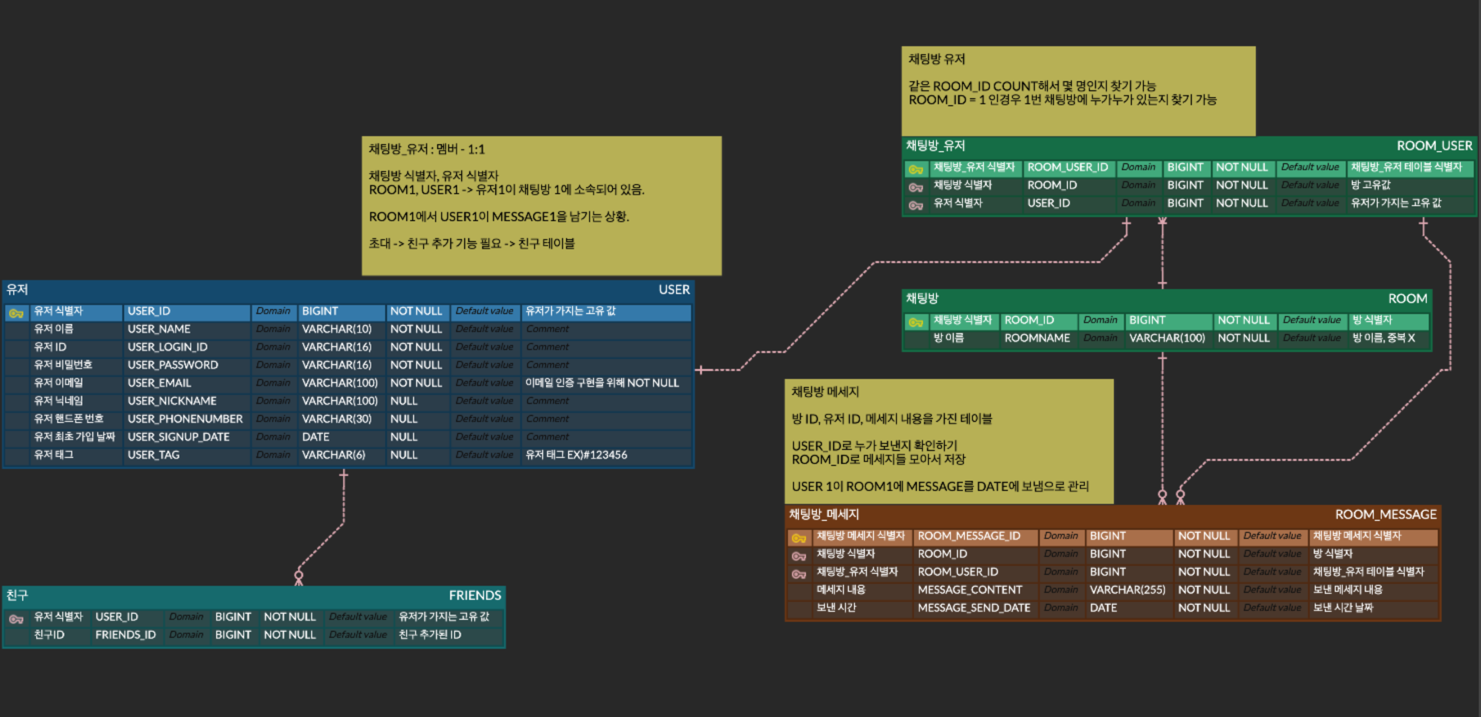 채팅방 유저
같은 ROOM_ID COUNT해서 몇 명인지 찾기 가능
ROOM_ID = 1 인경우 1번 채팅방에 누가누가 있는지 찾기 가능
채팅방_유저 ROOM_USER
채팅방_유저 식별자 ROOM_USER_ID Domain BIGINT NOT NULL Default value 채팅방_유저 테이블 식별자
채팅방 식별자 ROOM_ID Domain BIGINT NOT NULL Default value 방 고유값
유저 식별자 USER_ID Domain BIGINT NOT NULL Default value 유저가 가지는 고유 값
채팅방_유저 : 멤버 - 1:1
채팅방 식별자, 유저 식별자
ROOM1, USER1 -> 유저1이 채팅방 1에 소속되어 있음.
ROOM1에서 USER1이 MESSAGE1을 남기는 상황.
초대 -> 친구 추가 기능 필요 -> 친구 테이블
유저 USER
유저 식별자 USER_ID Domain BIGINT NOT NULL Default value 유저가 가지는 고유 값
유저 이름 USER_NAME Domain VARCHAR(10) NOT NULL Default value Comment
유저 ID USER_LOGIN_ID Domain VARCHAR(16) NOT NULL Default value Comment
유저 비밀번호 USER_PASSWORD Domain VARCHAR(16) NOT NULL Default value Comment
유저 이메일 USER_EMAIL Domain VARCHAR(100) NOT NULL Default value 이메일 인증 구현을 위해 NOT NULL
유저 닉네임 USER_NICKNAME Domain VARCHAR(100) NULL Default value Comment
유저 핸드폰 번호 USER_PHONENUMBER Domain VARCHAR(30) NULL Default value Comment
유저 최초 가입 날짜 USER_SIGNUP_DATE Domain DATE NULL Default value Comment
유저 태그 USER_TAG Domain VARCHAR(6) NULL Default value 유저 태그 EX)#123456
채팅방 ROOM
채팅방 식별자 ROOM_ID Domain BIGINT NOT NULL Default value 방 식별자
방 이름 ROOMNAME Domain VARCHAR(100) NOT NULL Default value 방 이름, 중복 X
채팅방 메세지
방 ID, 유저 ID, 메세지 내용을 가진 테이블
USER_ID로 누가 보낸지 확인하기
ROOM_ID로 메세지들 모아서 저장
USER 1이 ROOM1에 MESSAGE를 DATE에 보냄으로 관리
채팅방_메세지 ROOM_MESSAGE
채팅방 메세지 식별자 ROOM_MESSAGE_ID Domain BIGINT NOT NULL Default value 채팅방 메세지 식별자
채팅방 식별자 ROOM_ID Domain BIGINT NOT NULL Default value 방 식별자
채팅방_유저 식별자 ROOM_USER_ID Domain BIGINT NOT NULL Default value 채팅방_유저 테이블 식별자
메세지 내용 MESSAGE_CONTENT Domain VARCHAR(255) NOT NULL Default value 보낸 메세지 내용
보낸 시간 MESSAGE_SEND_DATE Domain DATE NOT NULL Default value 보낸 시간 날짜
친구 FRIENDS
유저 식별자 USER_ID Domain BIGINT NOT NULL Default value 유저가 가지는 고유 값
친구ID FRIENDS_ID Domain BIGINT NOT NULL Default value 친구 추가된 ID